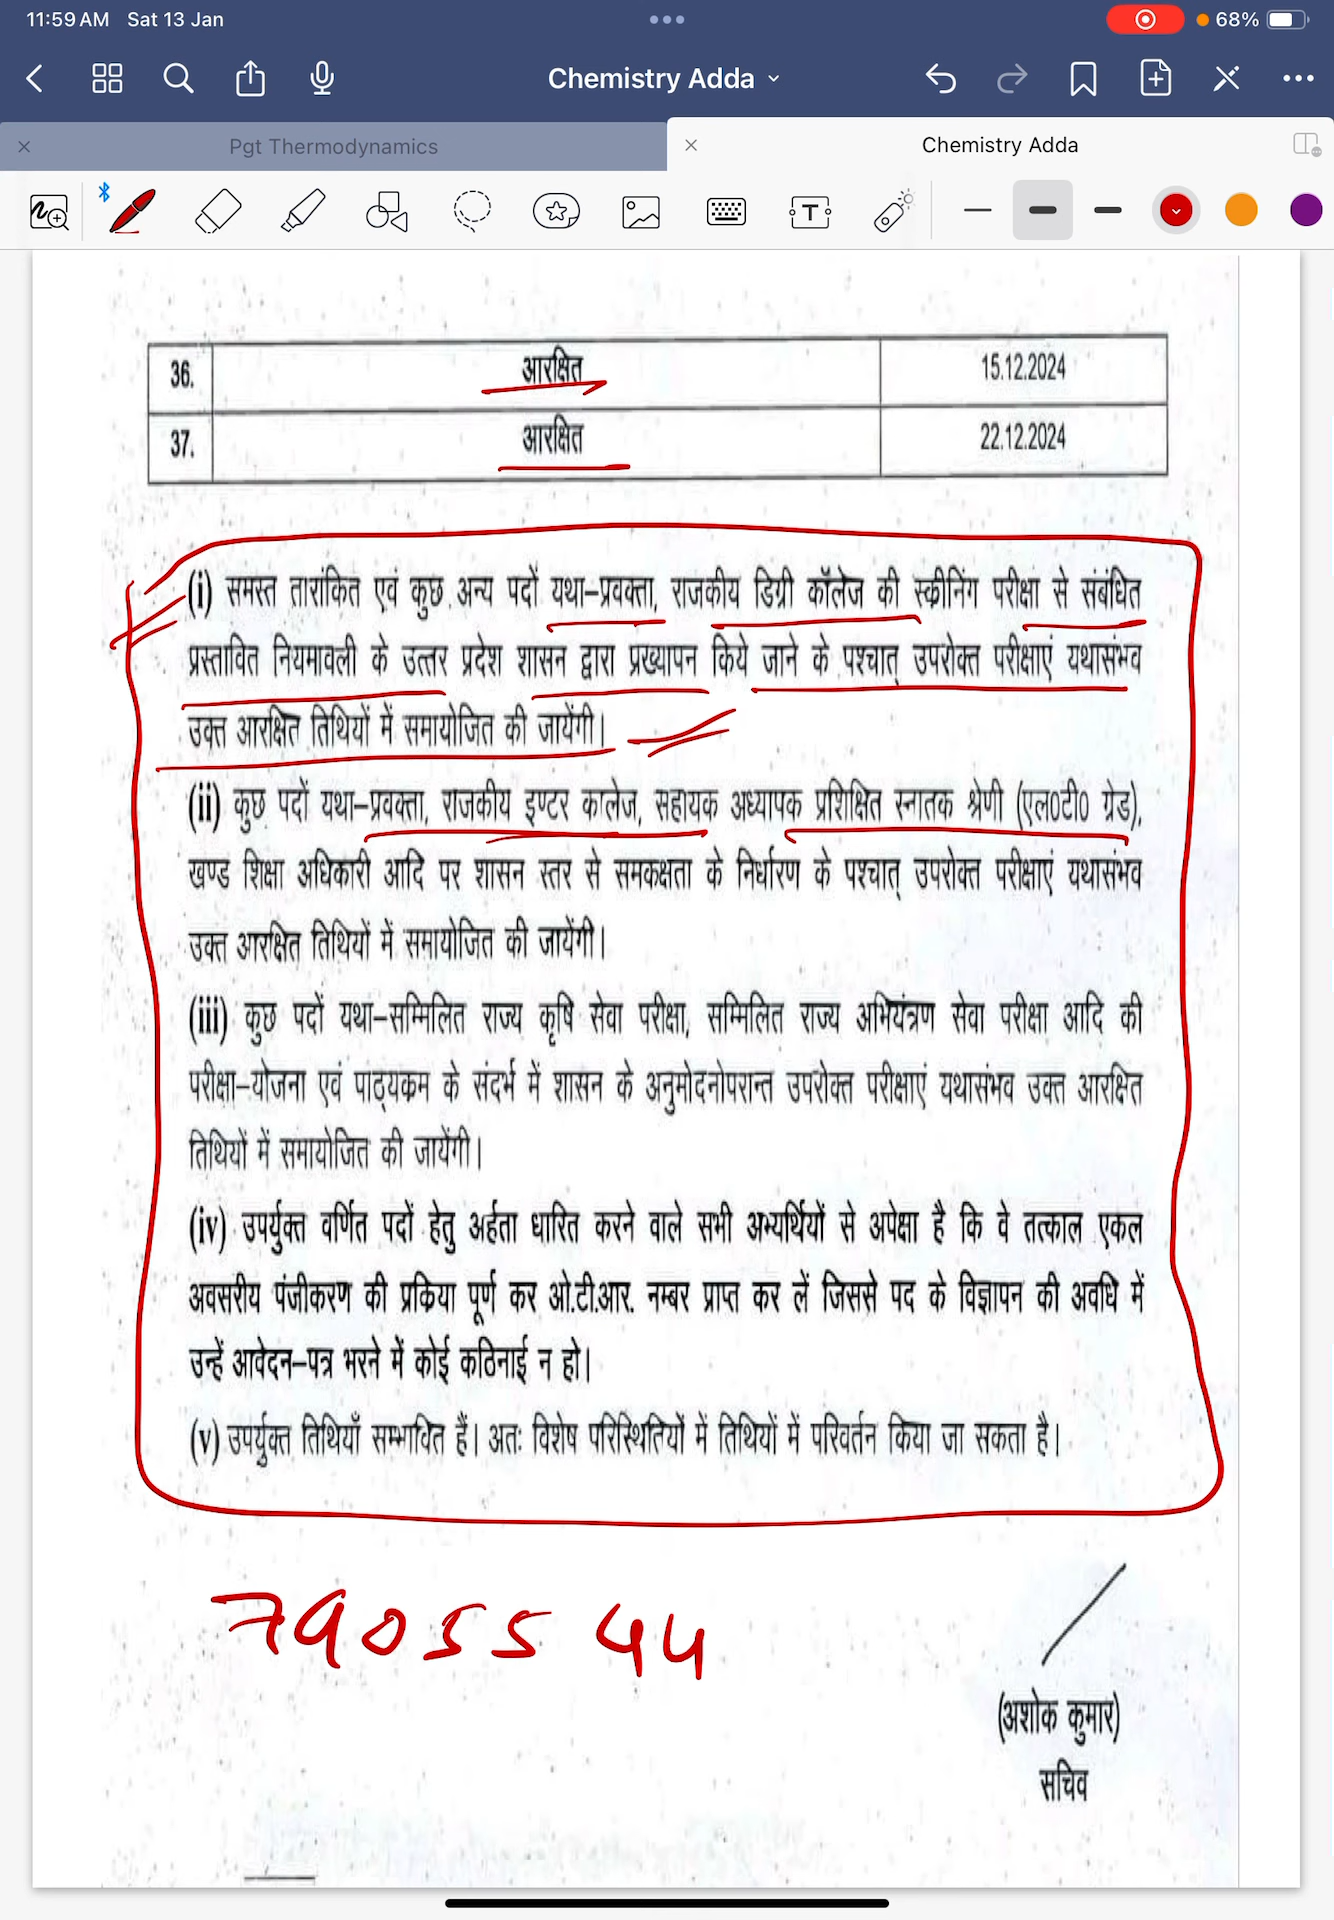 11:59 AM Sat 13 Jan
68%
Chemistry Adda
Pgt Thermodynamics
Chemistry Adda
T
36. आरक्षित 15.12.2024
37. आरक्षित 22.12.2024
(i) समस्त तारांकित एवं कुछ अन्य पदों यथा–प्रवक्ता, राजकीय डिग्री कॉलेज की स्क्रीनिंग परीक्षा से संबंधित
प्रस्तावित नियमावली के उत्तर प्रदेश शासन द्वारा प्रख्यापन किये जाने के पश्चात् उपरोक्त परीक्षाएं यथासंभव
उक्त आरक्षित तिथियों में समायोजित की जायेंगी।
(ii) कुछ पदों यथा–प्रवक्ता, राजकीय इण्टर कालेज, सहायक अध्यापक प्रशिक्षित स्नातक श्रेणी (एल0टी0 ग्रेड),
खण्ड शिक्षा अधिकारी आदि पर शासन स्तर से समकक्षता के निर्धारण के पश्चात् उपरोक्त परीक्षाएं यथासंभव
उक्त आरक्षित तिथियों में समायोजित की जायेंगी।
(iii) कुछ पदों यथा–सम्मिलित राज्य कृषि सेवा परीक्षा, सम्मिलित राज्य अभियंत्रण सेवा परीक्षा आदि की
परीक्षा–योजना एवं पाठ्यक्रम के संदर्भ में शासन के अनुमोदनोपरान्त उपरोक्त परीक्षाएं यथासंभव उक्त आरक्षित
तिथियों में समायोजित की जायेंगी।
(iv) उपर्युक्त वर्णित पदों हेतु अर्हता धारित करने वाले सभी अभ्यर्थियों से अपेक्षा है कि वे तत्काल एकल
अवसरीय पंजीकरण की प्रक्रिया पूर्ण कर ओ.टी.आर. नम्बर प्राप्त कर लें जिससे पद के विज्ञापन की अवधि में
उन्हें आवेदन–पत्र भरने में कोई कठिनाई न हो।
(v) उपर्युक्त तिथियाँ सम्भावित हैं। अतः विशेष परिस्थितियों में तिथियों में परिवर्तन किया जा सकता है।
79055 44
(अशोक कुमार)
सचिव